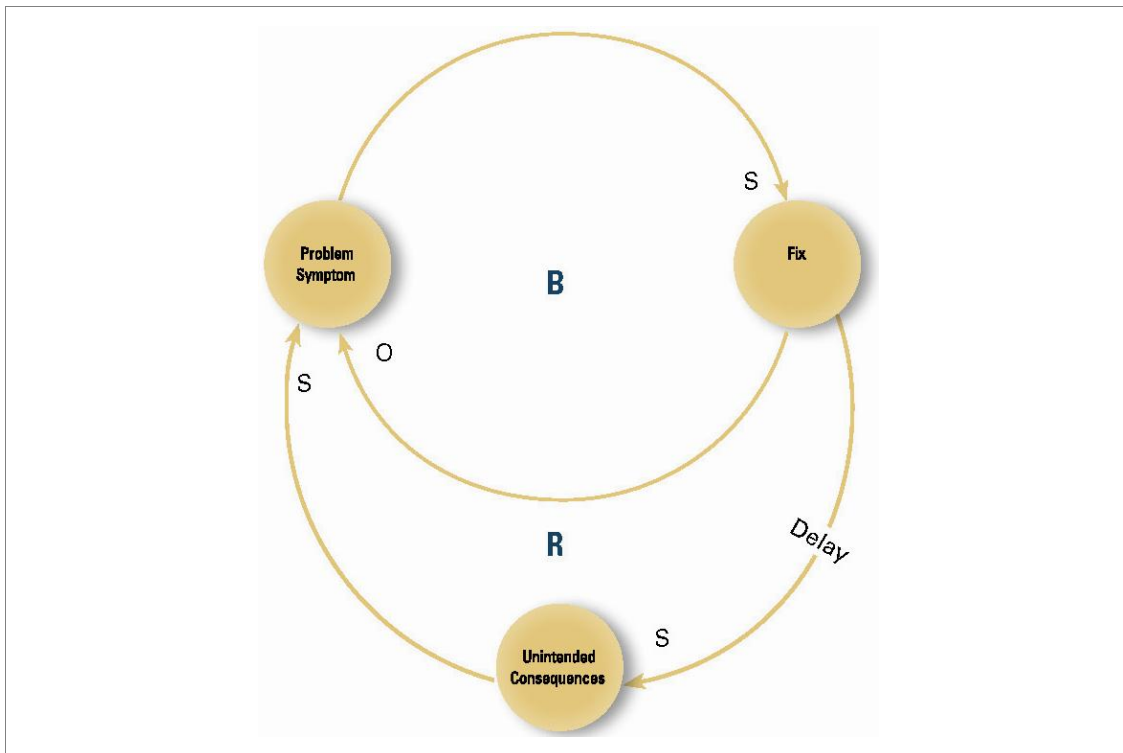 S
Problem
Symptom
Fix
B
O
S
R
Delay
S
Unintended
Consequences